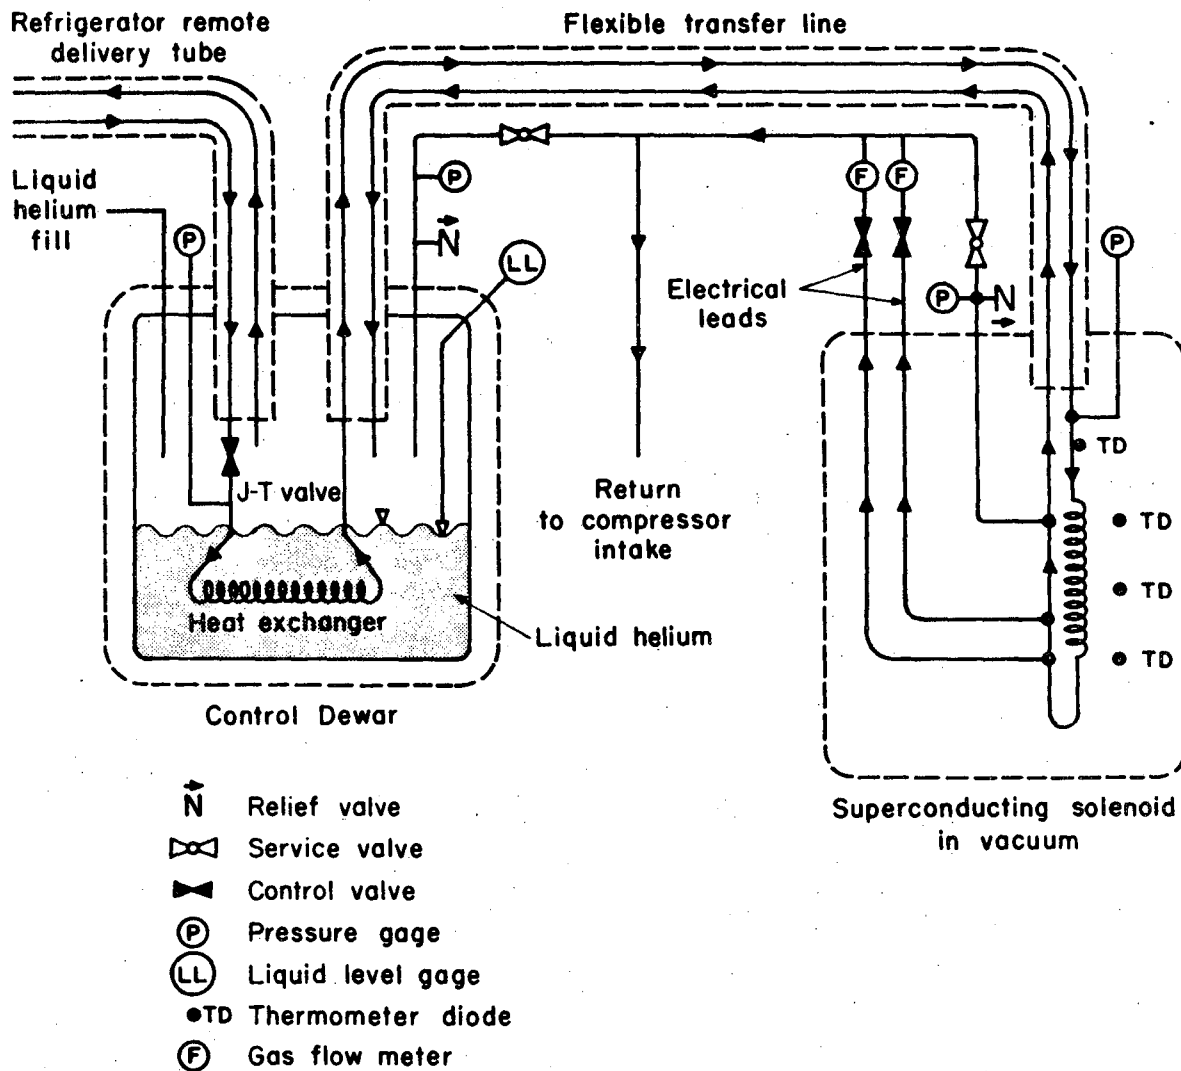 Refrigerator remote
delivery tube
Flexible transfer line
Liquid
helium
fill
P
P
N
LL
F
F
P
N
P
Electrical
leads
TD
J-T valve
Return
to compressor
intake
TD
TD
TD
Heat exchanger
Liquid helium
Control Dewar
Superconducting solenoid
in vacuum
N Relief valve
Service valve
Control valve
P Pressure gage
LL Liquid level gage
TD Thermometer diode
F Gas flow meter